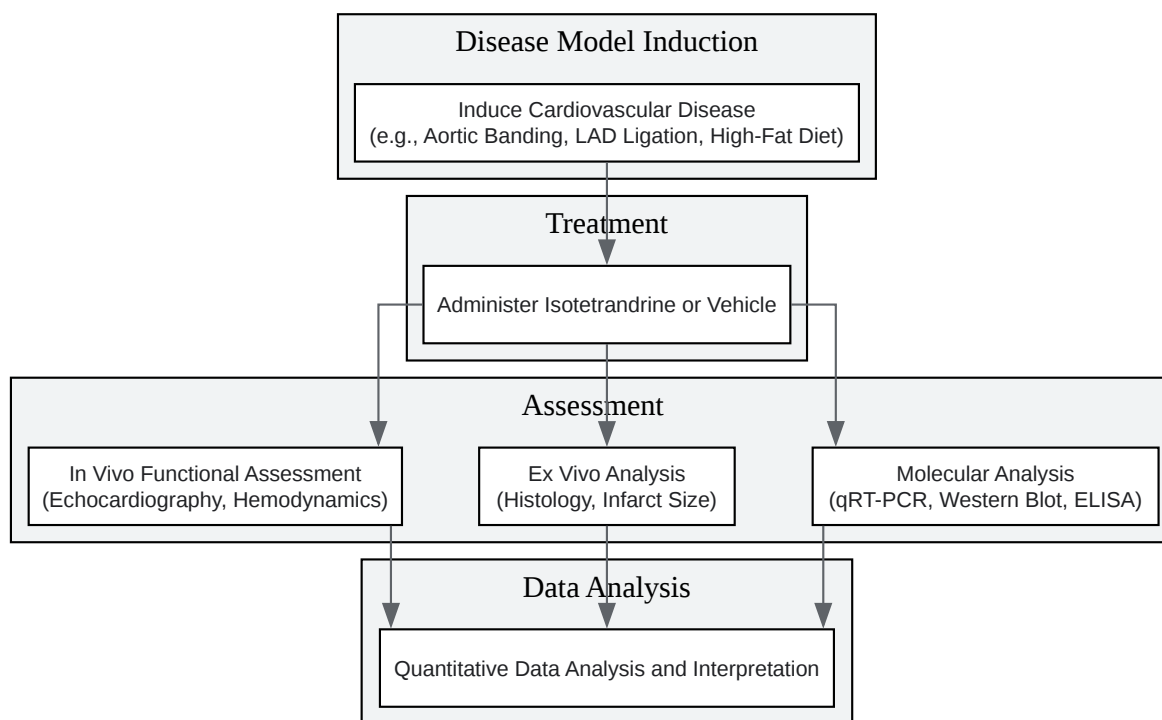 Disease Model Induction
Induce Cardiovascular Disease
(e.g., Aortic Banding, LAD Ligation, High-Fat Diet)
Treatment
Administer Isotetrandrine or Vehicle
Assessment
In Vivo Functional Assessment
(Echocardiography, Hemodynamics)
Ex Vivo Analysis
(Histology, Infarct Size)
Molecular Analysis
(qRT-PCR, Western Blot, ELISA)
Data Analysis
Quantitative Data Analysis and Interpretation